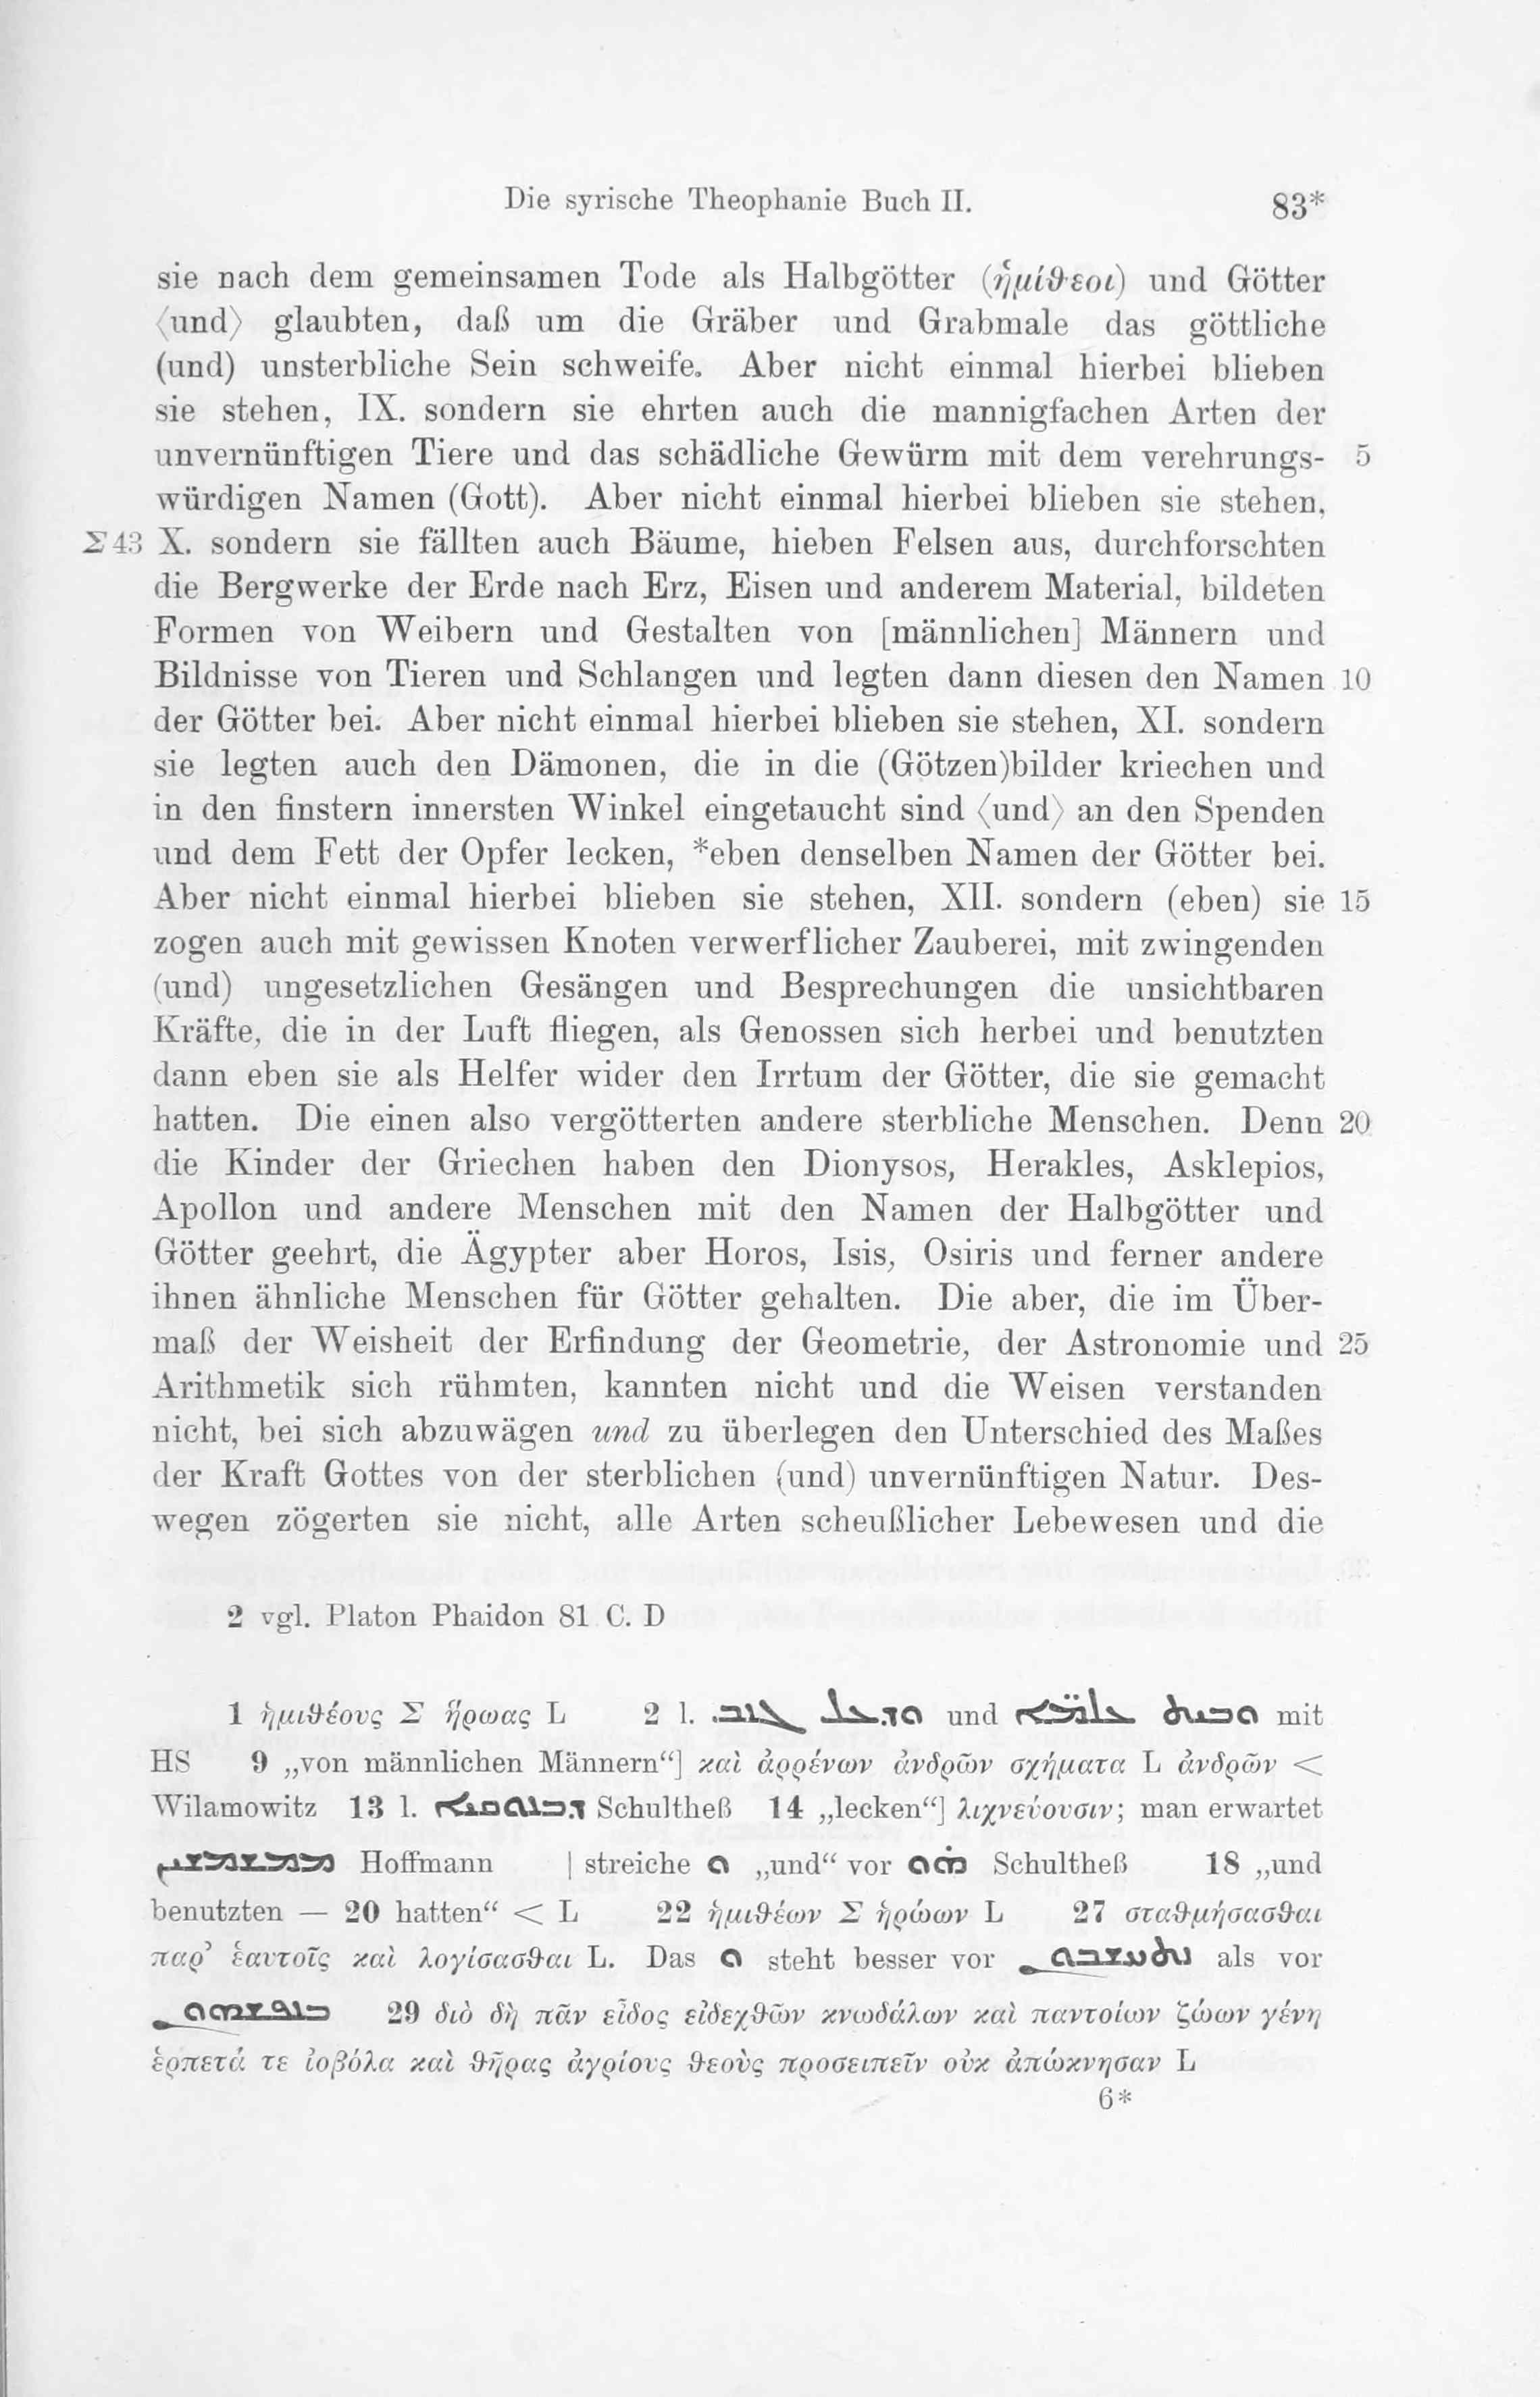 Die syrische Theophanie Buch II. 83*
sie nach dem gemeinsamen Tode als Halbgötter (ἡμίθεοι) und Götter
⟨und⟩ glaubten, daß um die Gräber und Grabmale das göttliche
(und) unsterbliche Sein schweife. Aber nicht einmal hierbei blieben
sie stehen, IX. sondern sie ehrten auch die mannigfachen Arten der
unvernünftigen Tiere und das schädliche Gewürm mit dem verehrungs- 5
würdigen Namen (Gott). Aber nicht einmal hierbei blieben sie stehen,
Σ 43 X. sondern sie fällten auch Bäume, hieben Felsen aus, durchforschten
die Bergwerke der Erde nach Erz, Eisen und anderem Material, bildeten
Formen von Weibern und Gestalten von [männlichen] Männern und
Bildnisse von Tieren und Schlangen und legten dann diesen den Namen 10
der Götter bei. Aber nicht einmal hierbei blieben sie stehen, XI. sondern
sie legten auch den Dämonen, die in die (Götzen)bilder kriechen und
in den finstern innersten Winkel eingetaucht sind ⟨und⟩ an den Spenden
und dem Fett der Opfer lecken, *eben denselben Namen der Götter bei.
Aber nicht einmal hierbei blieben sie stehen, XII. sondern (eben) sie 15
zogen auch mit gewissen Knoten verwerflicher Zauberei, mit zwingenden
(und) ungesetzlichen Gesängen und Besprechungen die unsichtbaren
Kräfte, die in der Luft fliegen, als Genossen sich herbei und benutzten
dann eben sie als Helfer wider den Irrtum der Götter, die sie gemacht
hatten. Die einen also vergötterten andere sterbliche Menschen. Denn 20
die Kinder der Griechen haben den Dionysos, Herakles, Asklepios,
Apollon und andere Menschen mit den Namen der Halbgötter und
Götter geehrt, die Ägypter aber Horos, Isis, Osiris und ferner andere
ihnen ähnliche Menschen für Götter gehalten. Die aber, die im Über-
maß der Weisheit der Erfindung der Geometrie, der Astronomie und 25
Arithmetik sich rühmten, kannten nicht und die Weisen verstanden
nicht, bei sich abzuwägen und zu überlegen den Unterschied des Maßes
der Kraft Gottes von der sterblichen (und) unvernünftigen Natur. Des-
wegen zögerten sie nicht, alle Arten scheußlicher Lebewesen und die
2 vgl. Platon Phaidon 81 C. D
1 ἡμιθέους Σ ἥρωας L 2 l. und mit
HS 9 „von männlichen Männern“] καὶ ἀρρένων ἀνδρῶν σχήματα L ἀνδρῶν <
Wilamowitz 13 l. Schultheß 14 „lecken“] λιχνεύουσιν; man erwartet
Hoffmann | streiche ܘ „und“ vor Schultheß 18 „und
benutzten — 20 hatten“ < L 22 ἡμιθέων Σ ἡρώων L 27 σταθμήσασθαι
παρ’ ἑαυτοῖς καὶ λογίσασθαι L. Das ܘ steht besser vor als vor
29 διὸ δὴ πᾶν εἶδος εἰδεχθῶν κνωδάλων καὶ παντοίων ζώων γένη
ἑρπετά τε ἰοβόλα καὶ θῆρας ἀγρίους θεοὺς προσειπεῖν οὐκ ἀπώκνησαν L
6*